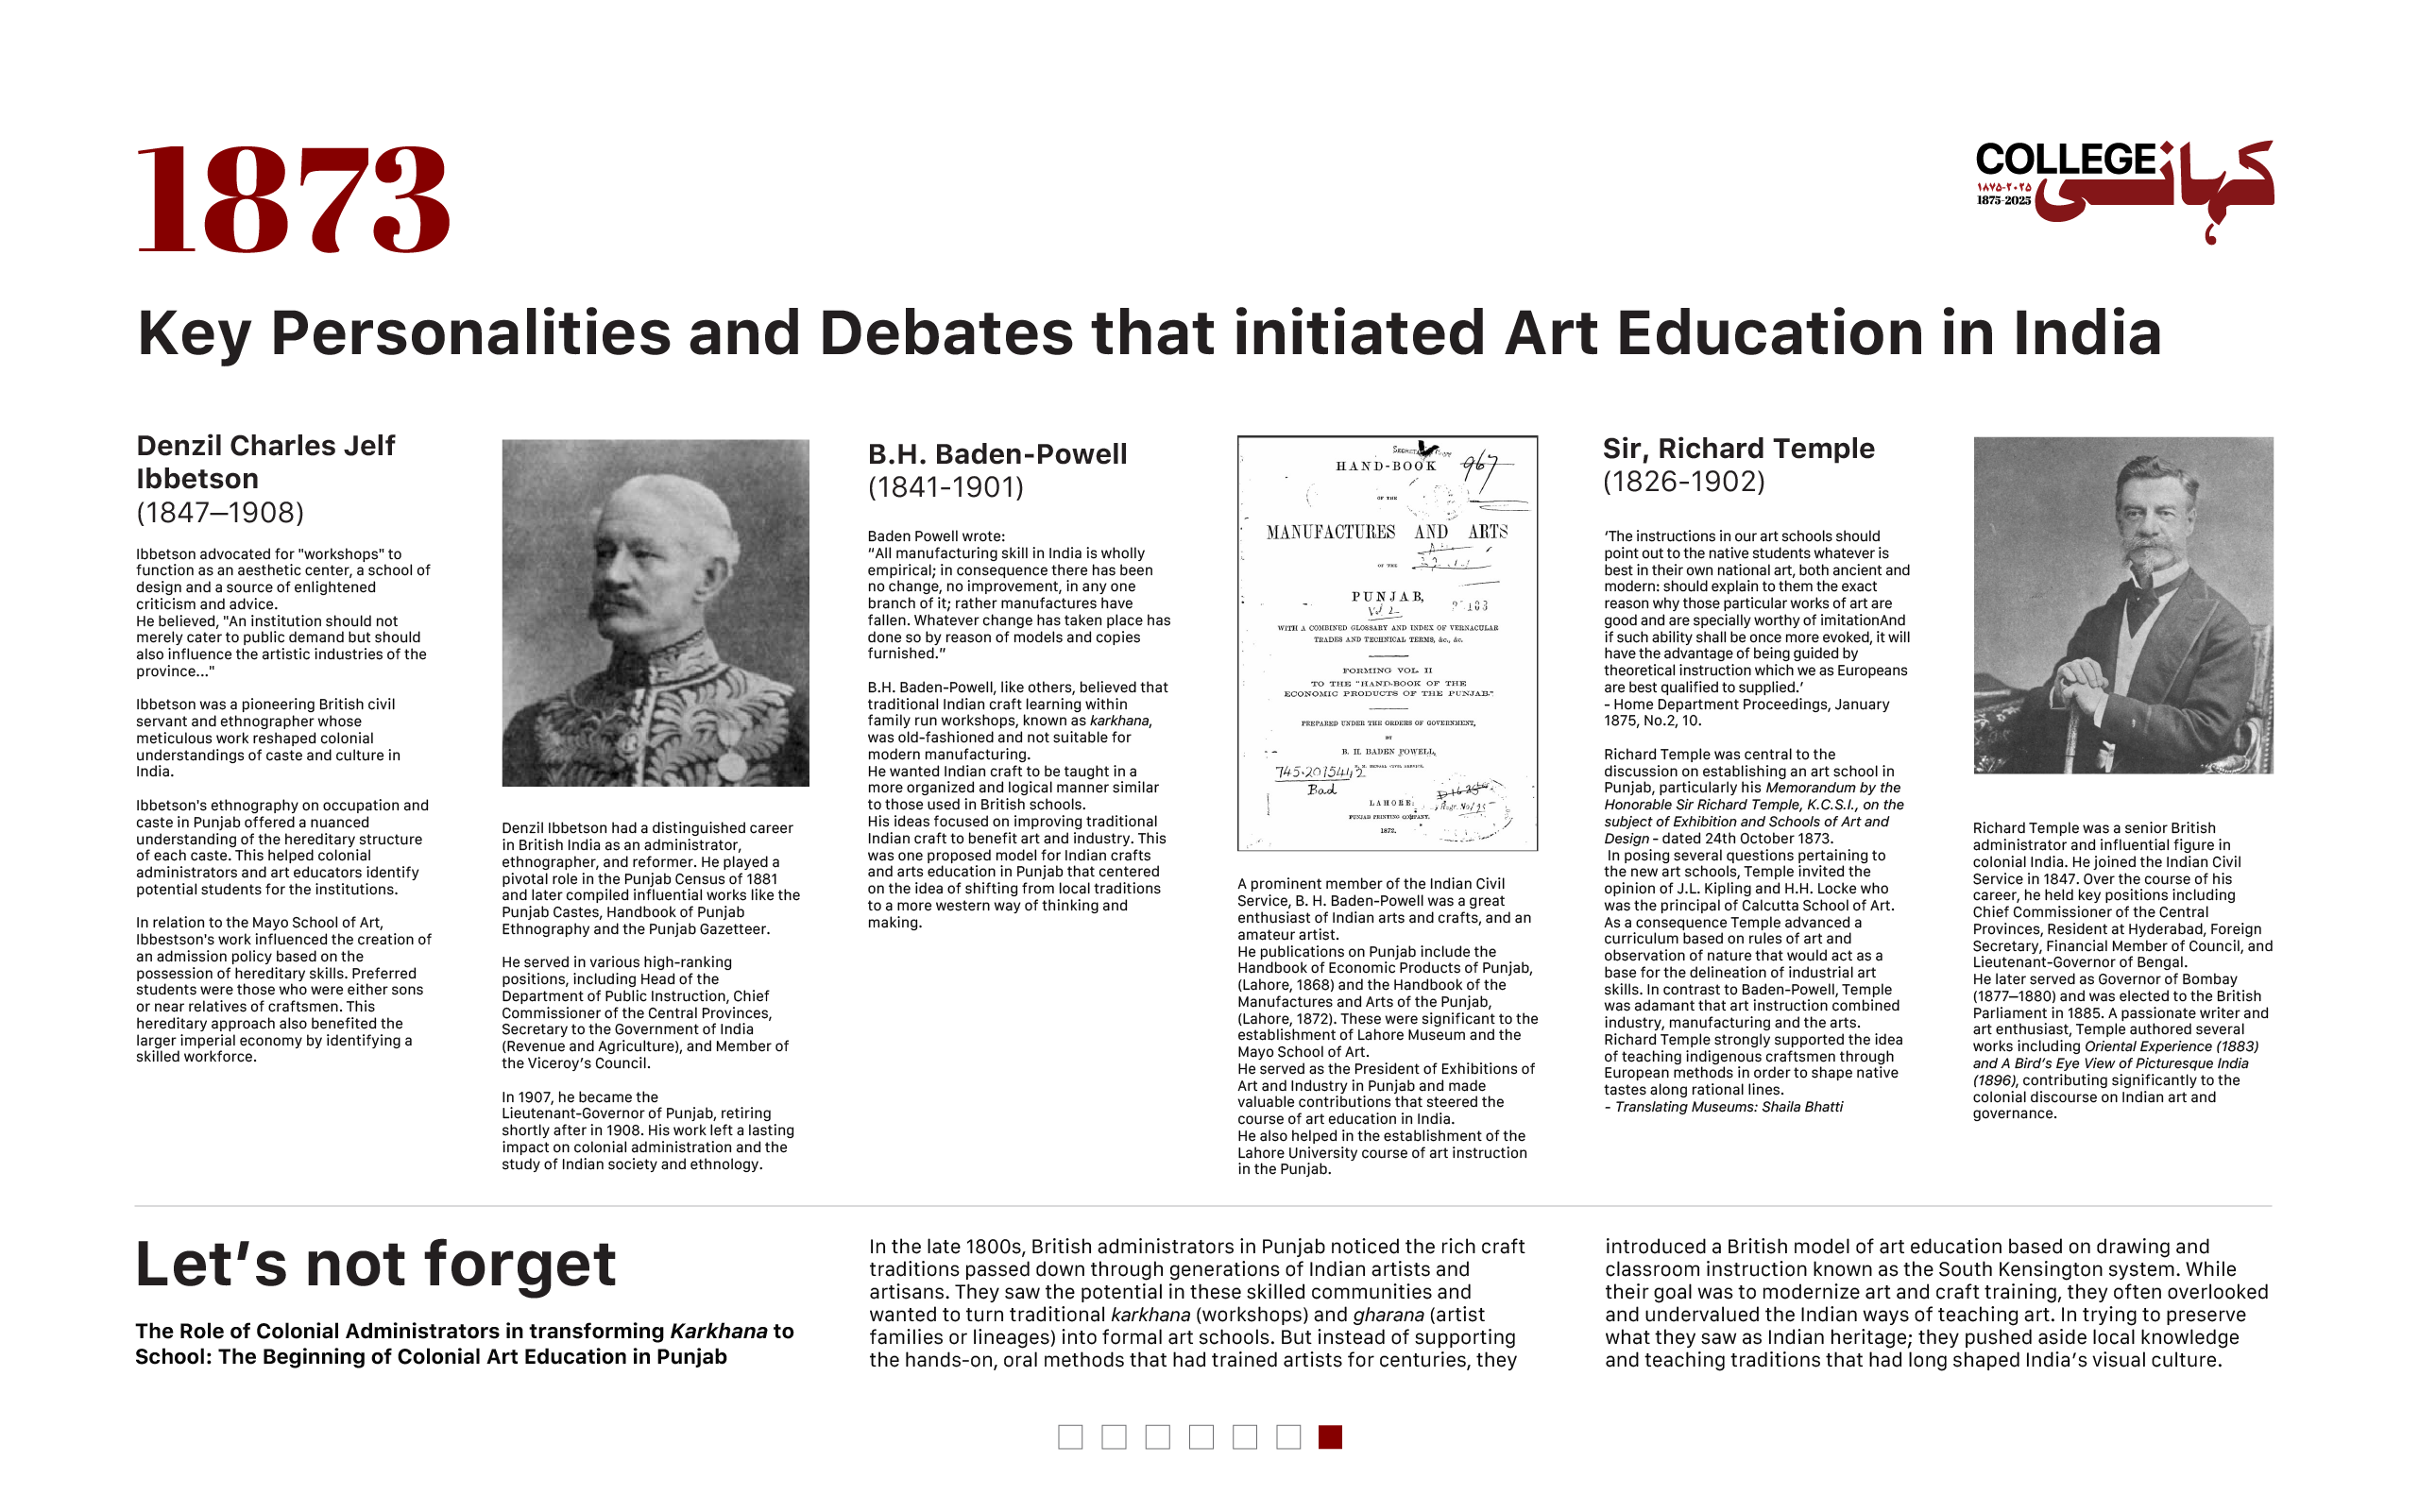 1873
COLLEGE کہانی
۱۸۷۵-۲۰۲۵
1875-2025
Key Personalities and Debates that initiated Art Education in India
Denzil Charles Jelf
Ibbetson
(1847–1908)
Ibbetson advocated for "workshops" to
function as an aesthetic center, a school of
design and a source of enlightened
criticism and advice.
He believed, "An institution should not
merely cater to public demand but should
also influence the artistic industries of the
province..."
Ibbetson was a pioneering British civil
servant and ethnographer whose
meticulous work reshaped colonial
understandings of caste and culture in
India.
Ibbetson's ethnography on occupation and
caste in Punjab offered a nuanced
understanding of the hereditary structure
of each caste. This helped colonial
administrators and art educators identify
potential students for the institutions.
In relation to the Mayo School of Art,
Ibbestson's work influenced the creation of
an admission policy based on the
possession of hereditary skills. Preferred
students were those who were either sons
or near relatives of craftsmen. This
hereditary approach also benefited the
larger imperial economy by identifying a
skilled workforce.
Denzil Ibbetson had a distinguished career
in British India as an administrator,
ethnographer, and reformer. He played a
pivotal role in the Punjab Census of 1881
and later compiled influential works like the
Punjab Castes, Handbook of Punjab
Ethnography and the Punjab Gazetteer.
He served in various high-ranking
positions, including Head of the
Department of Public Instruction, Chief
Commissioner of the Central Provinces,
Secretary to the Government of India
(Revenue and Agriculture), and Member of
the Viceroy’s Council.
In 1907, he became the
Lieutenant-Governor of Punjab, retiring
shortly after in 1908. His work left a lasting
impact on colonial administration and the
study of Indian society and ethnology.
B.H. Baden-Powell
(1841-1901)
Baden Powell wrote:
“All manufacturing skill in India is wholly
empirical; in consequence there has been
no change, no improvement, in any one
branch of it; rather manufactures have
fallen. Whatever change has taken place has
done so by reason of models and copies
furnished.”
B.H. Baden-Powell, like others, believed that
traditional Indian craft learning within
family run workshops, known as karkhana,
was old-fashioned and not suitable for
modern manufacturing.
He wanted Indian craft to be taught in a
more organized and logical manner similar
to those used in British schools.
His ideas focused on improving traditional
Indian craft to benefit art and industry. This
was one proposed model for Indian crafts
and arts education in Punjab that centered
on the idea of shifting from local traditions
to a more western way of thinking and
making.
HAND-BOOK
967
OF THE
MANUFACTURES AND ARTS
OF THE
PUNJAB,
Vol 2
WITH A COMBINED GLOSSARY AND INDEX OF VERNACULAR
TRADES AND TECHNICAL TERMS, &c., &c.
FORMING VOL. II
TO THE "HAND-BOOK OF THE
ECONOMIC PRODUCTS OF THE PUNJAB."
PREPARED UNDER THE ORDERS OF GOVERNMENT,
BY
B. H. BADEN POWELL,
BENGAL CIVIL SERVICE.
Bad
LAHORE:
PUNJAB PRINTING COMPANY.
1872.
A prominent member of the Indian Civil
Service, B. H. Baden-Powell was a great
enthusiast of Indian arts and crafts, and an
amateur artist.
He publications on Punjab include the
Handbook of Economic Products of Punjab,
(Lahore, 1868) and the Handbook of the
Manufactures and Arts of the Punjab,
(Lahore, 1872). These were significant to the
establishment of Lahore Museum and the
Mayo School of Art.
He served as the President of Exhibitions of
Art and Industry in Punjab and made
valuable contributions that steered the
course of art education in India.
He also helped in the establishment of the
Lahore University course of art instruction
in the Punjab.
Sir, Richard Temple
(1826-1902)
‘The instructions in our art schools should
point out to the native students whatever is
best in their own national art, both ancient and
modern: should explain to them the exact
reason why those particular works of art are
good and are specially worthy of imitationAnd
if such ability shall be once more evoked, it will
have the advantage of being guided by
theoretical instruction which we as Europeans
are best qualified to supplied.’
- Home Department Proceedings, January
1875, No.2, 10.
Richard Temple was central to the
discussion on establishing an art school in
Punjab, particularly his Memorandum by the
Honorable Sir Richard Temple, K.C.S.I., on the
subject of Exhibition and Schools of Art and
Design - dated 24th October 1873.
In posing several questions pertaining to
the new art schools, Temple invited the
opinion of J.L. Kipling and H.H. Locke who
was the principal of Calcutta School of Art.
As a consequence Temple advanced a
curriculum based on rules of art and
observation of nature that would act as a
base for the delineation of industrial art
skills. In contrast to Baden-Powell, Temple
was adamant that art instruction combined
industry, manufacturing and the arts.
Richard Temple strongly supported the idea
of teaching indigenous craftsmen through
European methods in order to shape native
tastes along rational lines.
- Translating Museums: Shaila Bhatti
Richard Temple was a senior British
administrator and influential figure in
colonial India. He joined the Indian Civil
Service in 1847. Over the course of his
career, he held key positions including
Chief Commissioner of the Central
Provinces, Resident at Hyderabad, Foreign
Secretary, Financial Member of Council, and
Lieutenant-Governor of Bengal.
He later served as Governor of Bombay
(1877–1880) and was elected to the British
Parliament in 1885. A passionate writer and
art enthusiast, Temple authored several
works including Oriental Experience (1883)
and A Bird’s Eye View of Picturesque India
(1896), contributing significantly to the
colonial discourse on Indian art and
governance.
Let’s not forget
The Role of Colonial Administrators in transforming Karkhana to
School: The Beginning of Colonial Art Education in Punjab
In the late 1800s, British administrators in Punjab noticed the rich craft
traditions passed down through generations of Indian artists and
artisans. They saw the potential in these skilled communities and
wanted to turn traditional karkhana (workshops) and gharana (artist
families or lineages) into formal art schools. But instead of supporting
the hands-on, oral methods that had trained artists for centuries, they
introduced a British model of art education based on drawing and
classroom instruction known as the South Kensington system. While
their goal was to modernize art and craft training, they often overlooked
and undervalued the Indian ways of teaching art. In trying to preserve
what they saw as Indian heritage; they pushed aside local knowledge
and teaching traditions that had long shaped India’s visual culture.